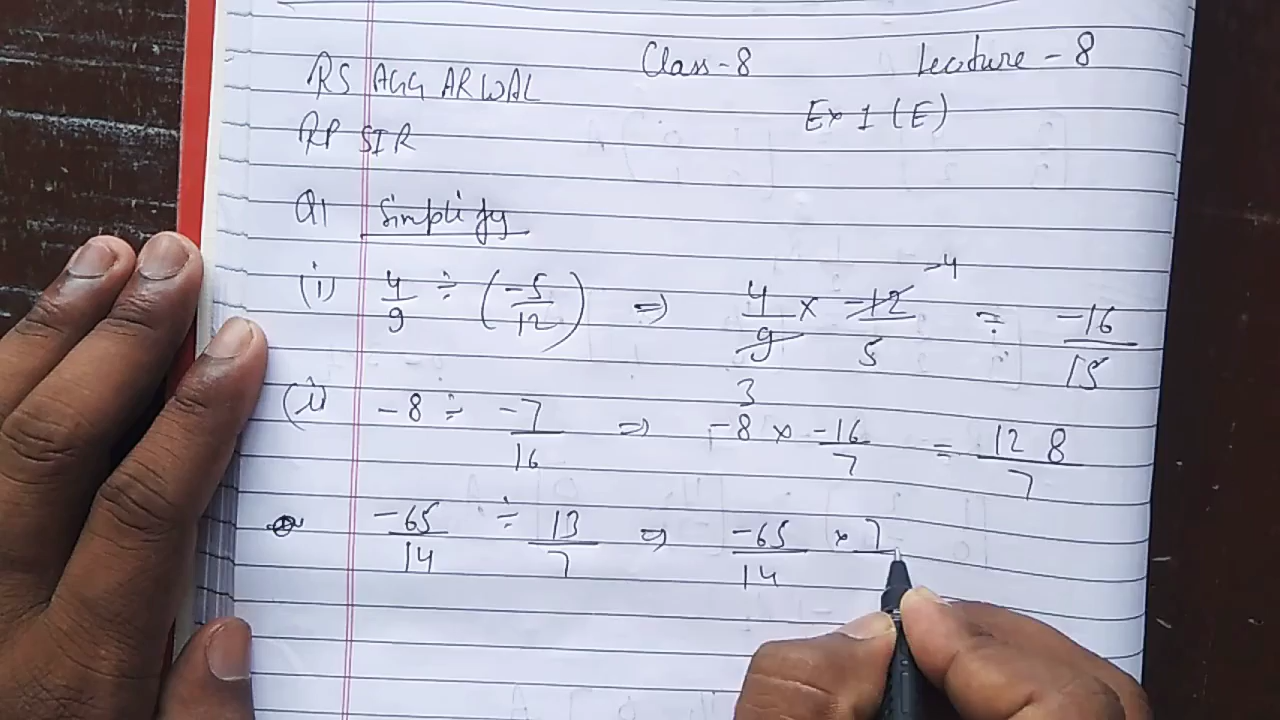 Class-8 Lecture - 8
RS AGGARWAL
Ex 1 (E)
RP SIR
Q1 Simplify
(i) 4/9 ÷ (-5/12) => 4/9 3 × -12/5 -4 = -16/15
(ii) -8 ÷ -7/16 => -8 × -16/7 = 128/7
-65/14 ÷ 13/7 => -65/14 × 7